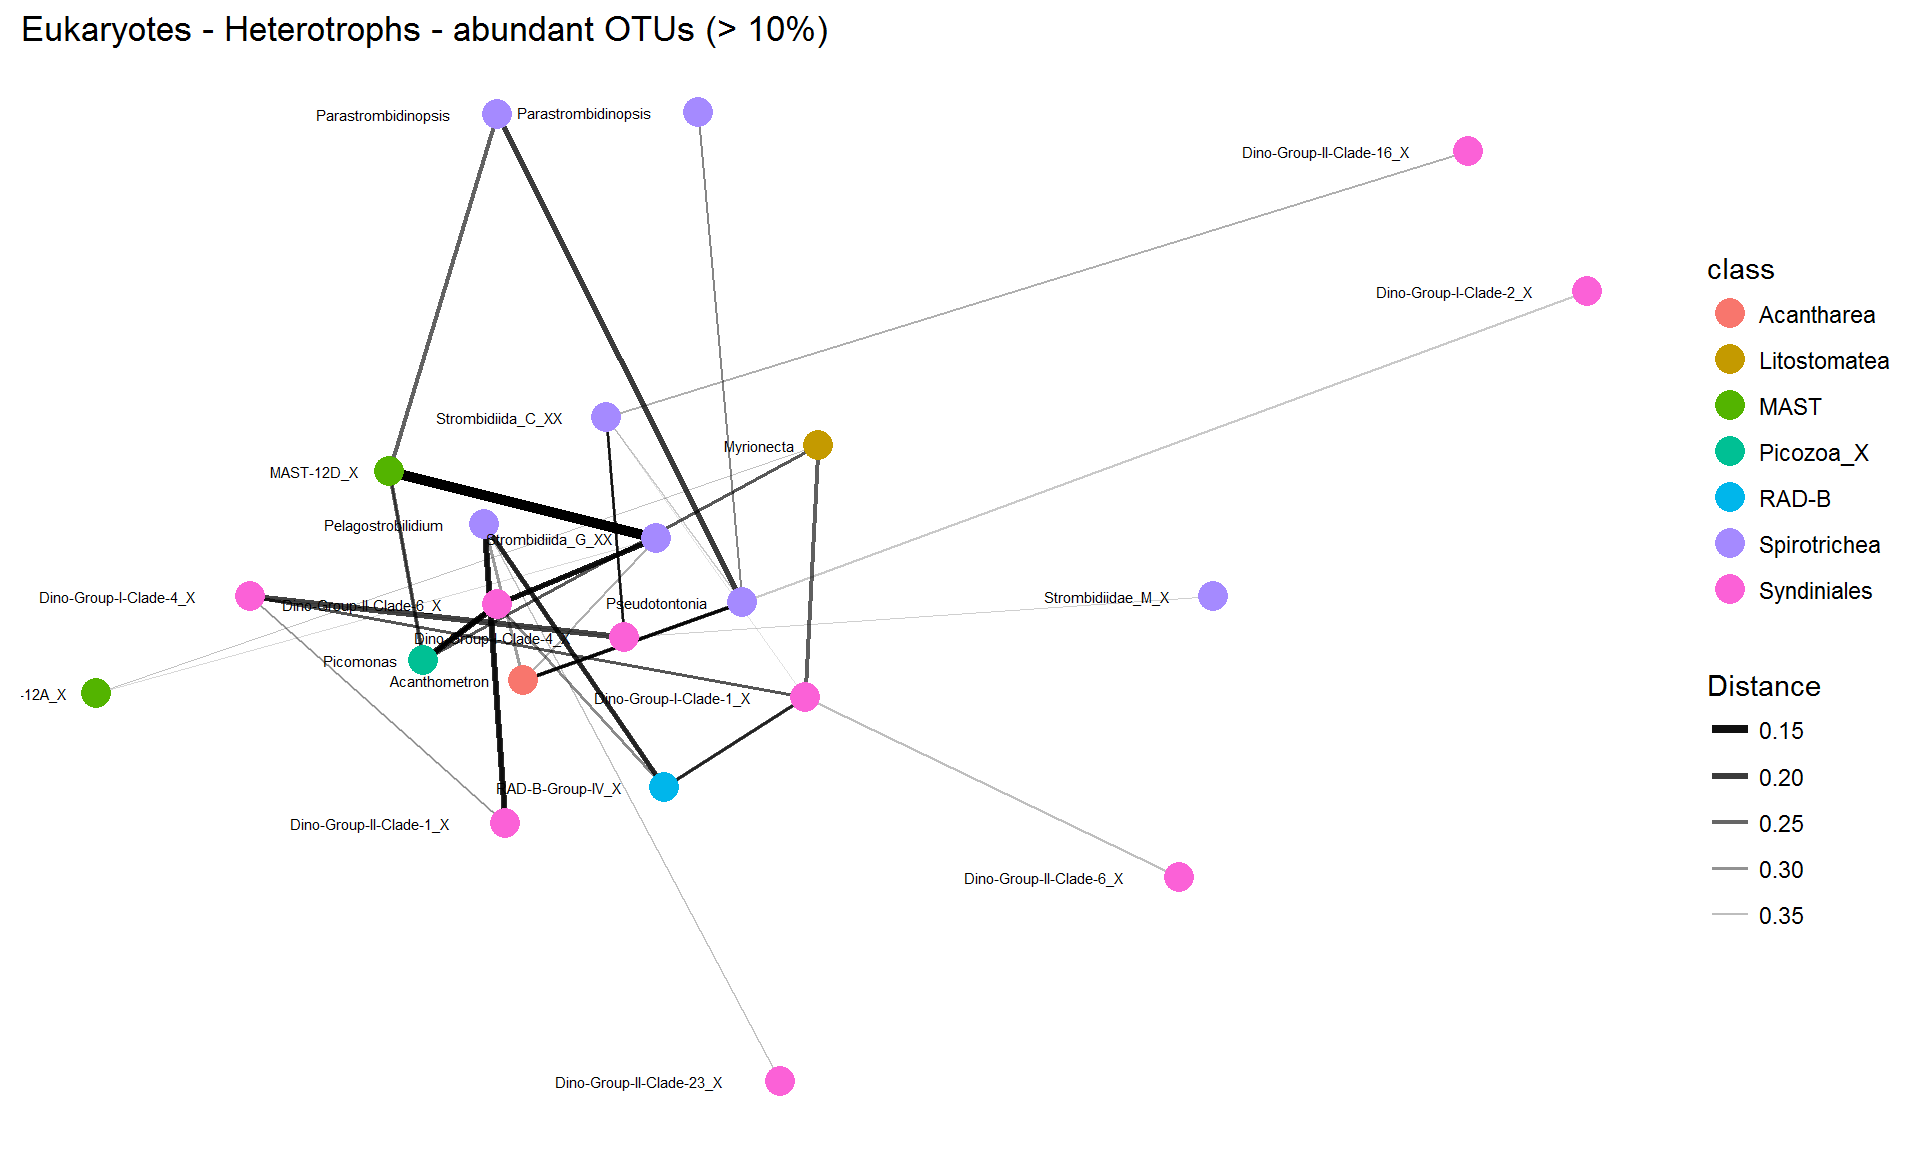 Eukaryotes - Heterotrophs - abundant OTUs (> 10%)
Parastrombidinopsis
Parastrombidinopsis
Dino-Group-II-Clade-16_X
Dino-Group-I-Clade-2_X
Strombidiida_C_XX
Myrionecta
MAST-12D_X
Pelagostrobilidium
Strombidiida_G_XX
Dino-Group-I-Clade-4_X
Dino-Group-II-Clade-6_X
Pseudotontonia
Strombidiidae_M_X
Dino-Group-I-Clade-4_X
Picomonas
Acanthometron
-12A_X
Dino-Group-I-Clade-1_X
RAD-B-Group-IV_X
Dino-Group-II-Clade-1_X
Dino-Group-II-Clade-6_X
Dino-Group-II-Clade-23_X
class
Acantharea
Litostomatea
MAST
Picozoa_X
RAD-B
Spirotrichea
Syndiniales
Distance
0.15
0.20
0.25
0.30
0.35